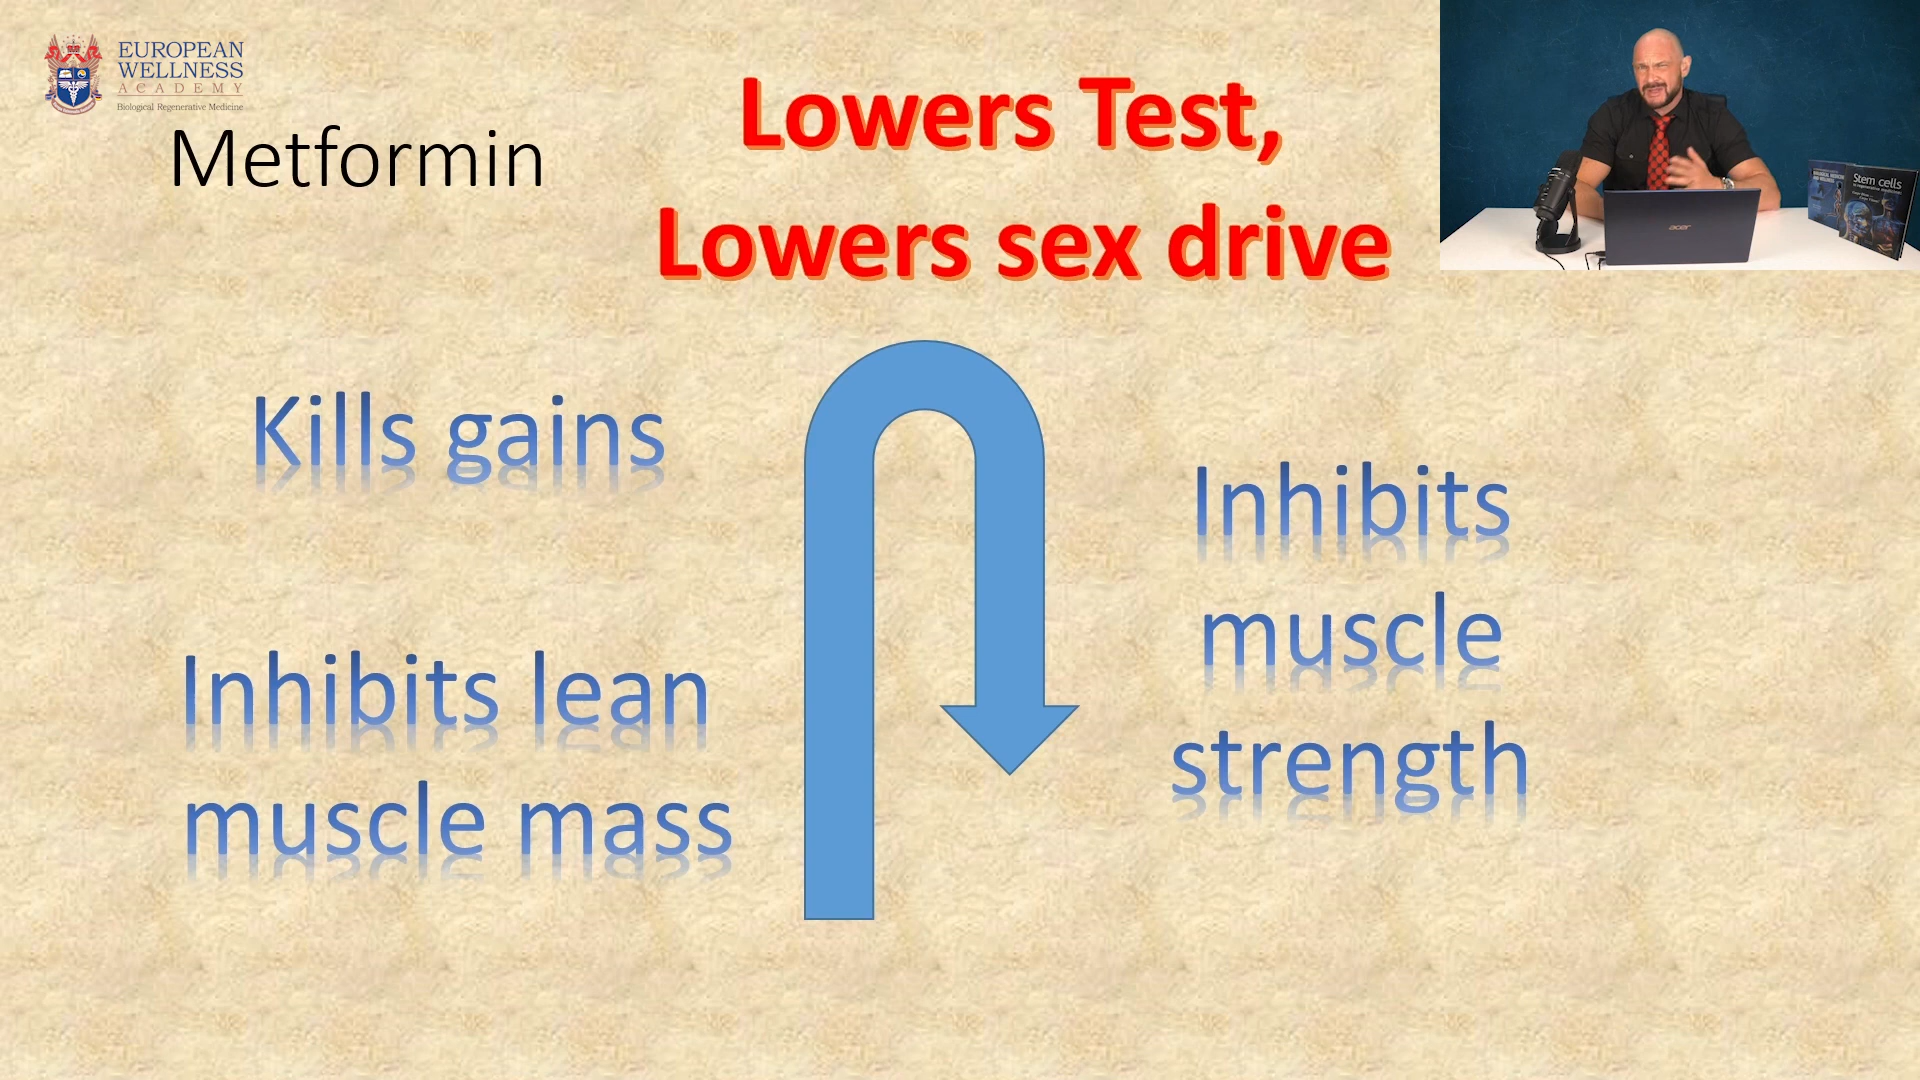 EUROPEAN
WELLNESS
ACADEMY
Biological Regenerative Medicine
Metformin
Lowers Test,
Lowers sex drive
Kills gains
Inhibits lean
muscle mass
Inhibits
muscle
strength
acer
Stem cells